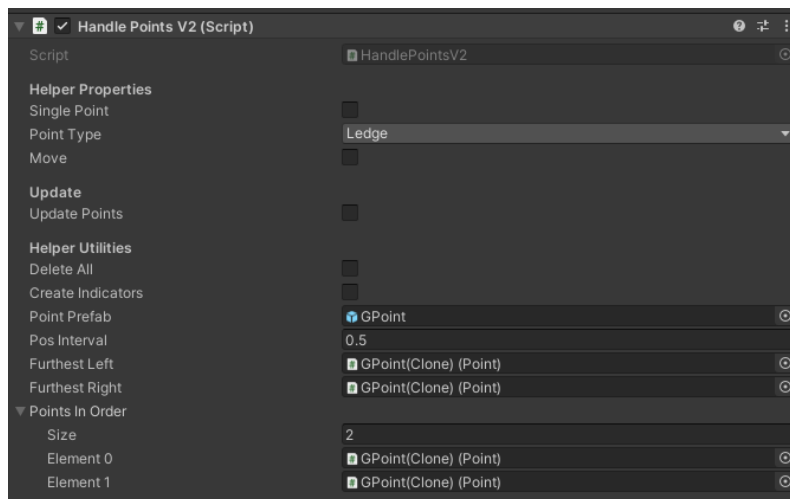 Handle Points V2 (Script)
Script HandlePointsV2
Helper Properties
Single Point
Point Type Ledge
Move
Update
Update Points
Helper Utilities
Delete All
Create Indicators
Point Prefab GPoint
Pos Interval 0.5
Furthest Left GPoint(Clone) (Point)
Furthest Right GPoint(Clone) (Point)
Points In Order
Size 2
Element 0 GPoint(Clone) (Point)
Element 1 GPoint(Clone) (Point)